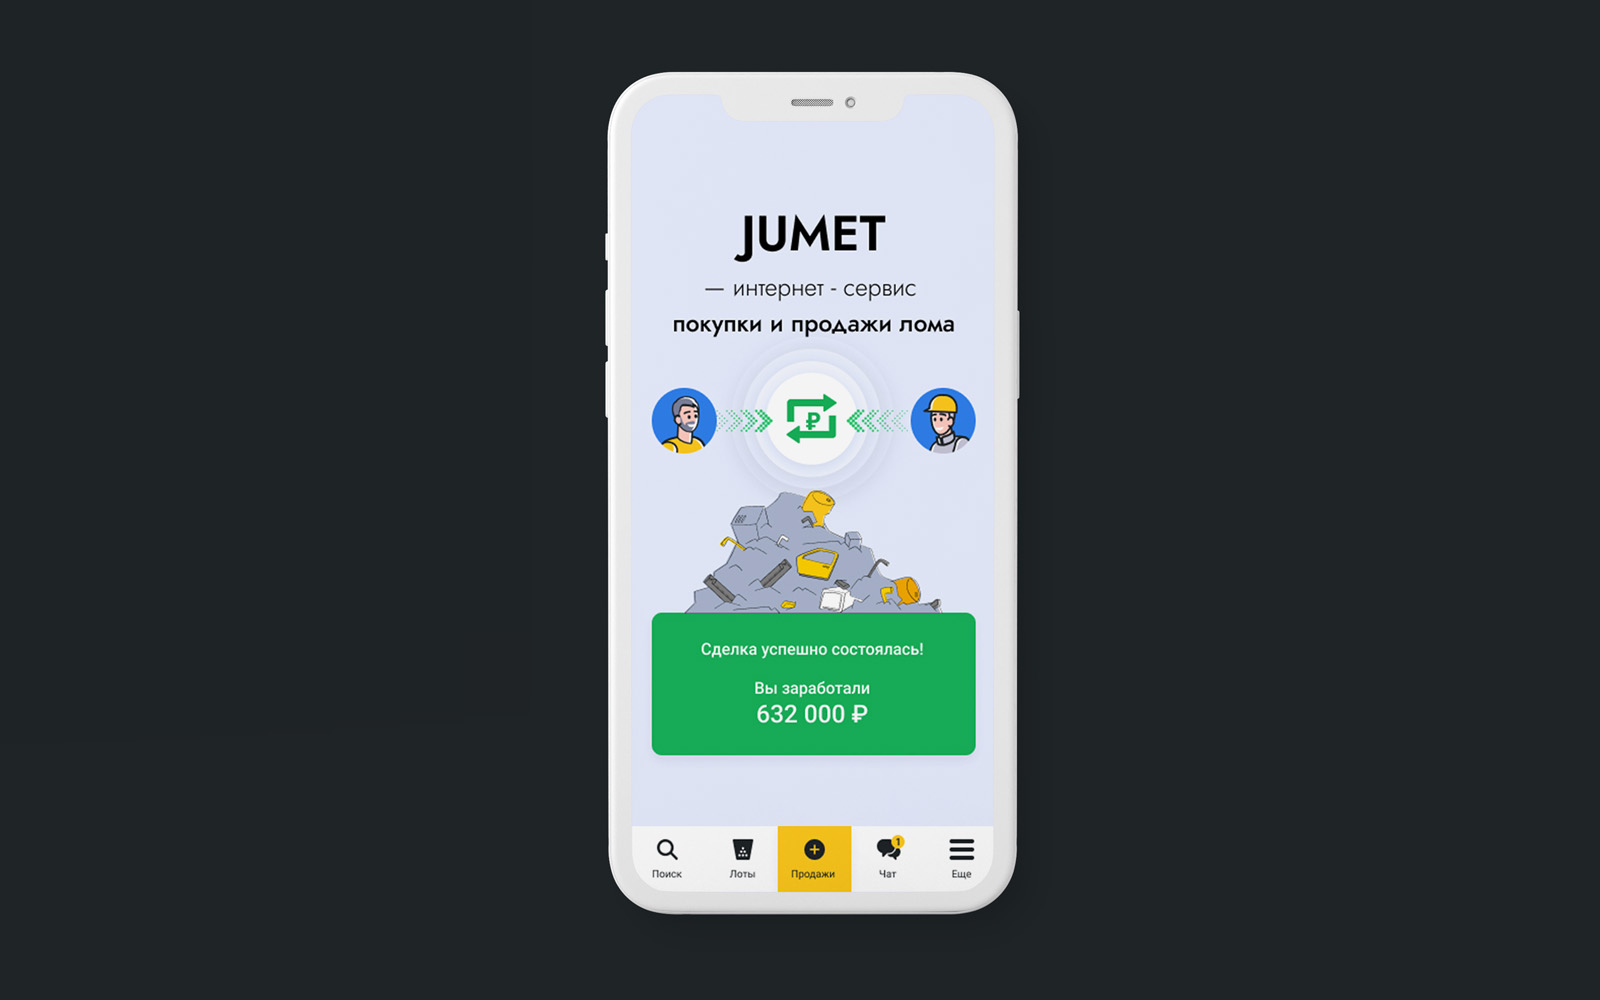 JUMET
— интернет - сервис
покупки и продажи лома
₽
Сделка успешно состоялась!
Вы заработали
632 000 ₽
1
Поиск
Лоты
Продажи
Чат
Еще